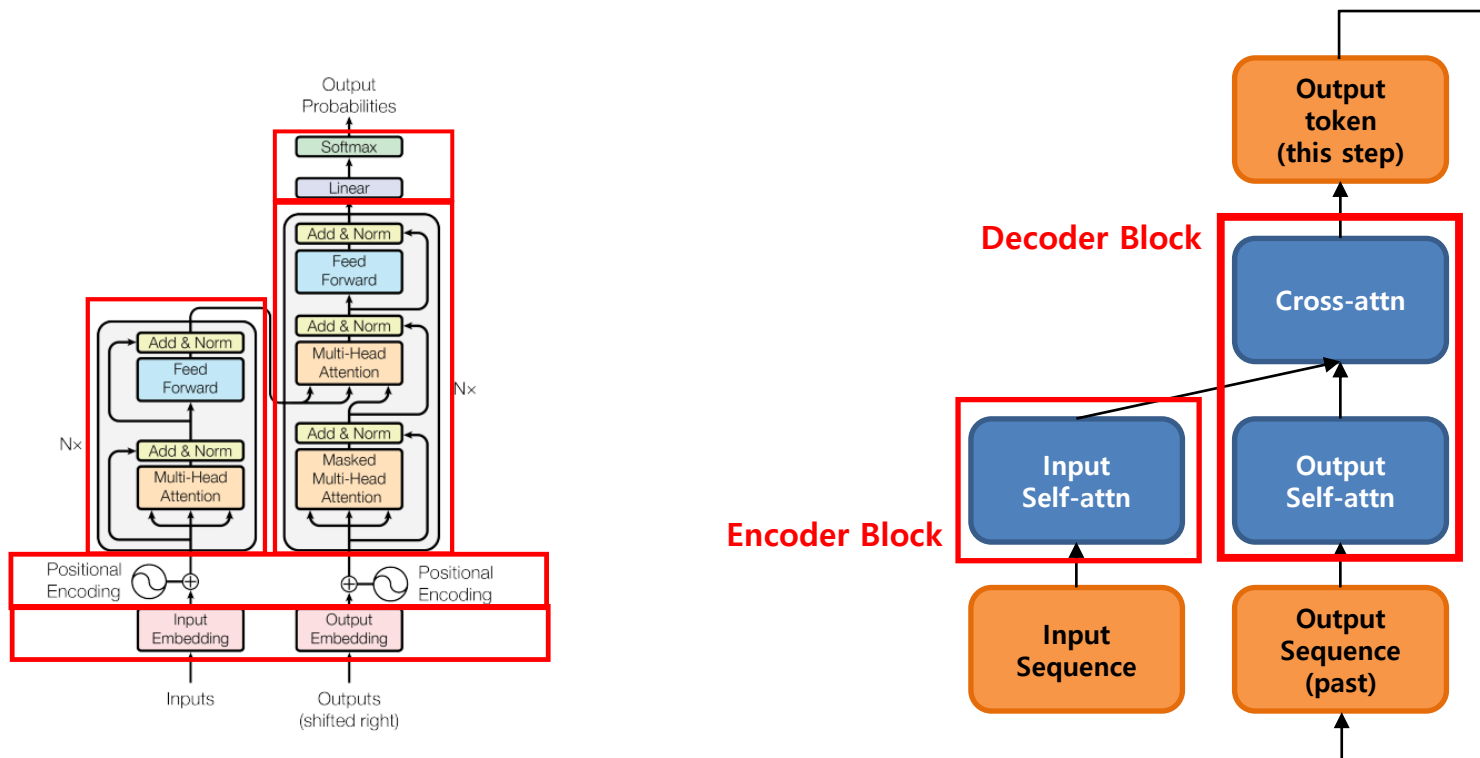 Output
Probabilities
Softmax
Linear
Add & Norm
Feed
Forward
Add & Norm
Multi-Head
Attention
Add & Norm
Masked
Multi-Head
Attention
N×
Add & Norm
Feed
Forward
N×
Add & Norm
Multi-Head
Attention
Positional
Encoding
Positional
Encoding
Input
Embedding
Output
Embedding
Inputs
Outputs
(shifted right)
Output
token
(this step)
Decoder Block
Cross-attn
Input
Self-attn
Output
Self-attn
Encoder Block
Input
Sequence
Output
Sequence
(past)